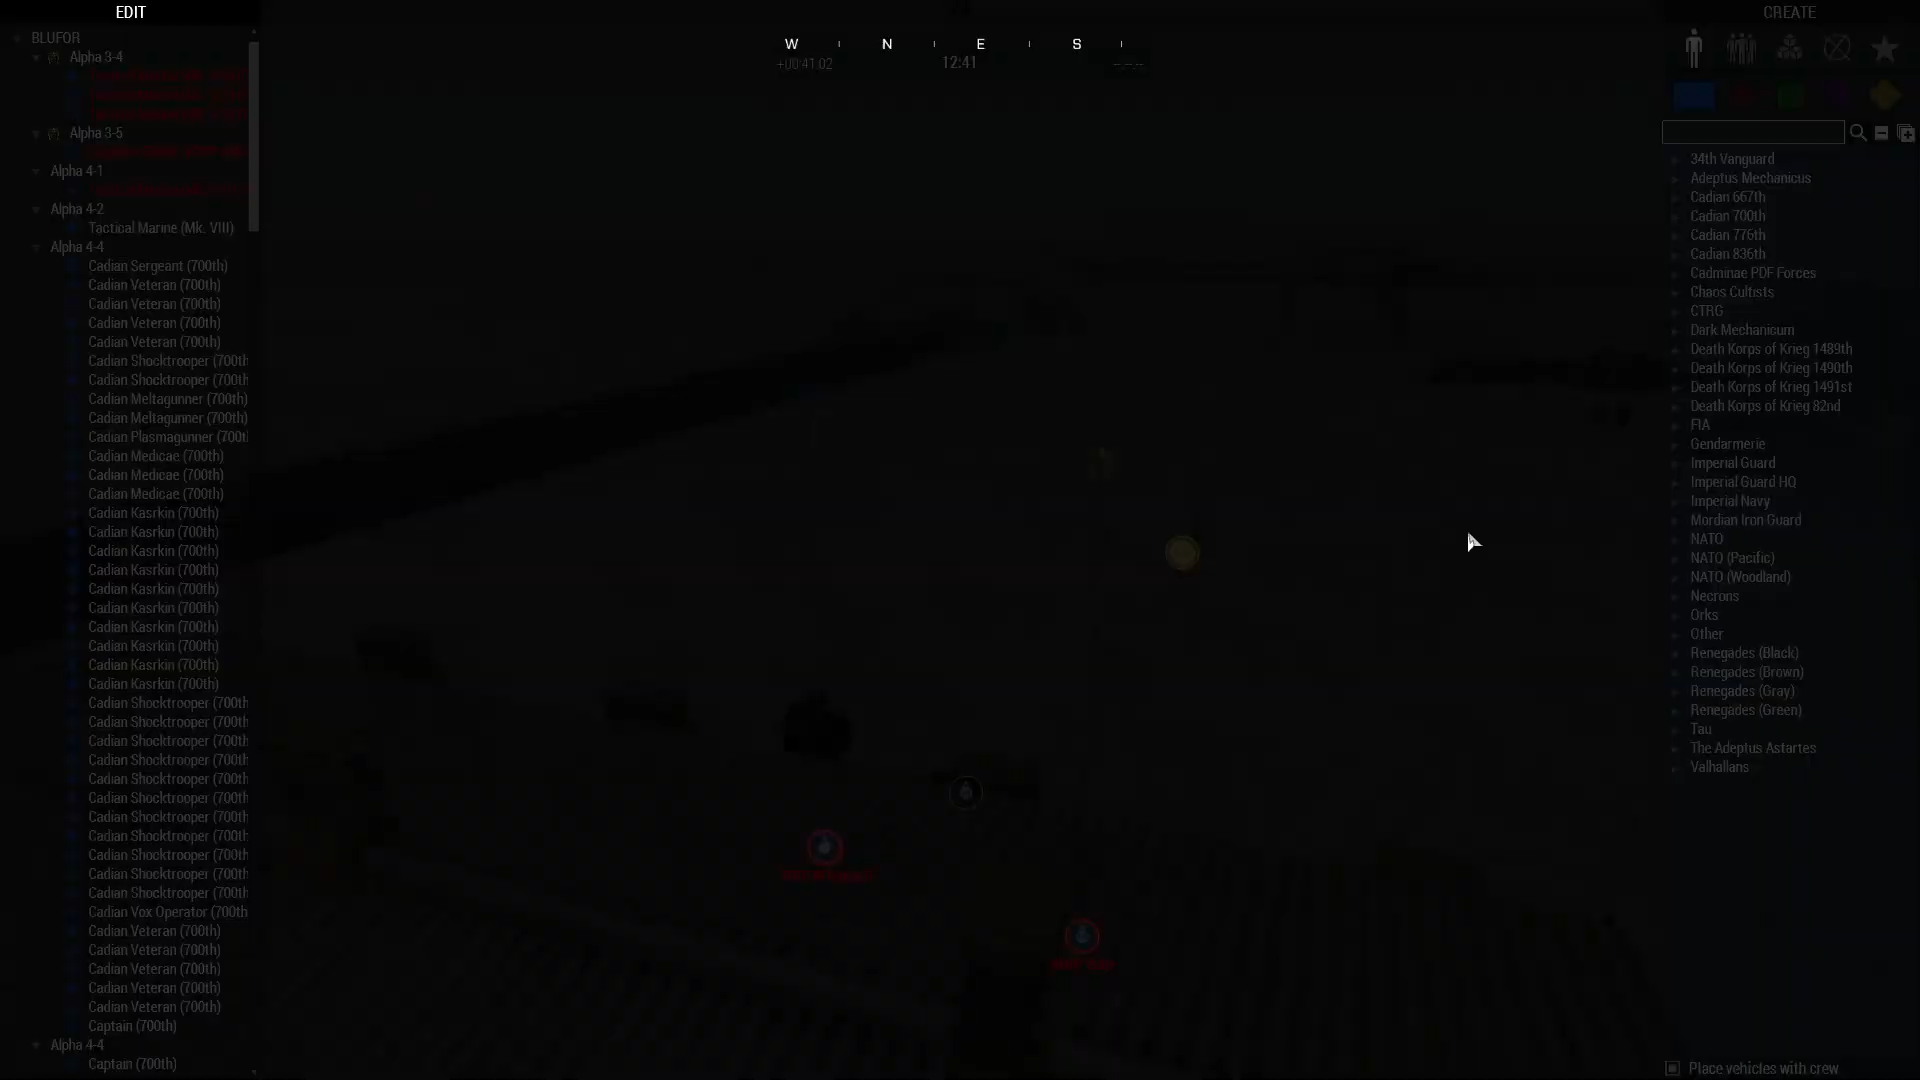 EDIT
BLUFOR
Alpha 3-4
Alpha 3-5
Alpha 4-1
Alpha 4-2
Tactical Marine (Mk. VIII)
Alpha 4-4
Cadian Sergeant (700th)
Cadian Veteran (700th)
Cadian Veteran (700th)
Cadian Veteran (700th)
Cadian Veteran (700th)
Cadian Shocktrooper (700th
Cadian Shocktrooper (700th
Cadian Meltagunner (700th)
Cadian Meltagunner (700th)
Cadian Plasmagunner (700t
Cadian Medicae (700th)
Cadian Medicae (700th)
Cadian Medicae (700th)
Cadian Kasrkin (700th)
Cadian Kasrkin (700th)
Cadian Kasrkin (700th)
Cadian Kasrkin (700th)
Cadian Kasrkin (700th)
Cadian Kasrkin (700th)
Cadian Kasrkin (700th)
Cadian Kasrkin (700th)
Cadian Kasrkin (700th)
Cadian Kasrkin (700th)
Cadian Shocktrooper (700th
Cadian Shocktrooper (700th
Cadian Shocktrooper (700th
Cadian Shocktrooper (700th
Cadian Shocktrooper (700th
Cadian Shocktrooper (700th
Cadian Shocktrooper (700th
Cadian Shocktrooper (700th
Cadian Shocktrooper (700th
Cadian Shocktrooper (700th
Cadian Shocktrooper (700th
Cadian Vox Operator (700th
Cadian Veteran (700th)
Cadian Veteran (700th)
Cadian Veteran (700th)
Cadian Veteran (700th)
Cadian Veteran (700th)
Captain (700th)
Alpha 4-4
Captain (700th)
W N E S
+00:41:02 12:41 --:--:--
CREATE
34th Vanguard
Adeptus Mechanicus
Cadian 667th
Cadian 700th
Cadian 776th
Cadian 836th
Cadminae PDF Forces
Chaos Cultists
CTRG
Dark Mechanicum
Death Korps of Krieg 1489th
Death Korps of Krieg 1490th
Death Korps of Krieg 1491st
Death Korps of Krieg 82nd
FIA
Gendarmerie
Imperial Guard
Imperial Guard HQ
Imperial Navy
Mordian Iron Guard
NATO
NATO (Pacific)
NATO (Woodland)
Necrons
Orks
Other
Renegades (Black)
Renegades (Brown)
Renegades (Gray)
Renegades (Green)
Tau
The Adeptus Astartes
Valhallans
Place vehicles with crew